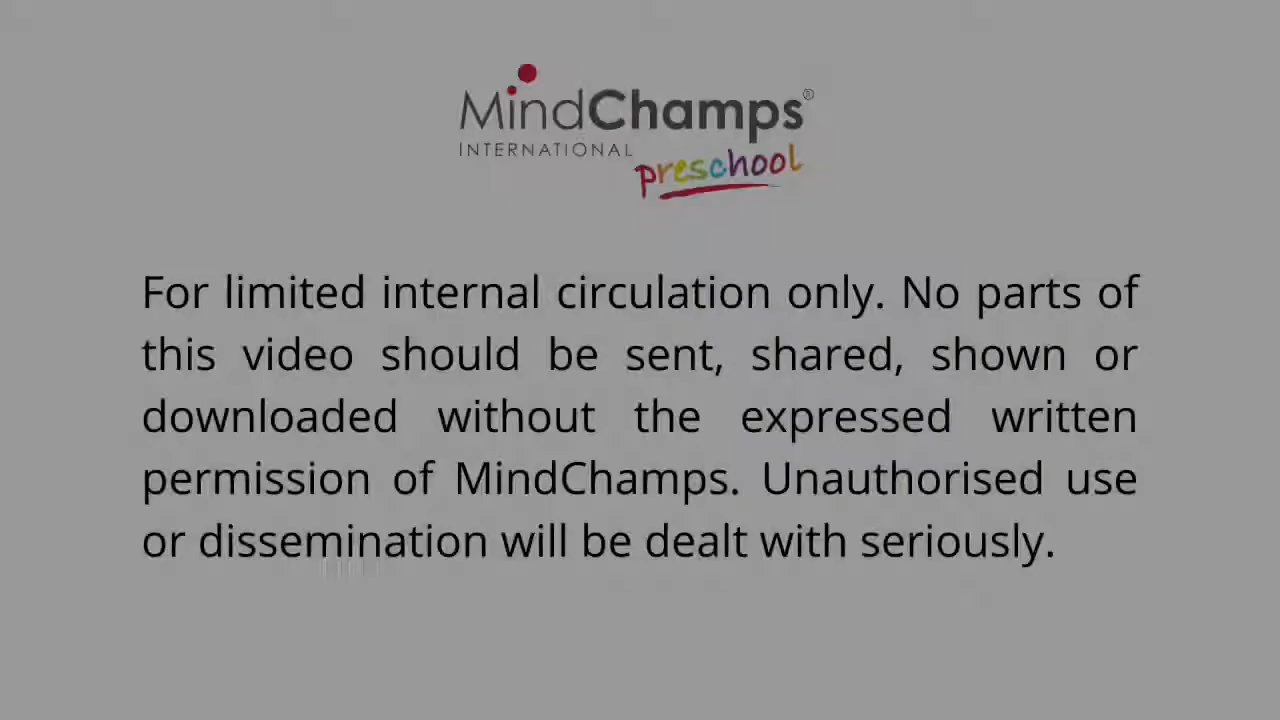 MindChamps®
INTERNATIONAL
preschool
For limited internal circulation only. No parts of
this video should be sent, shared, shown or
downloaded without the expressed written
permission of MindChamps. Unauthorised use
or dissemination will be dealt with seriously.